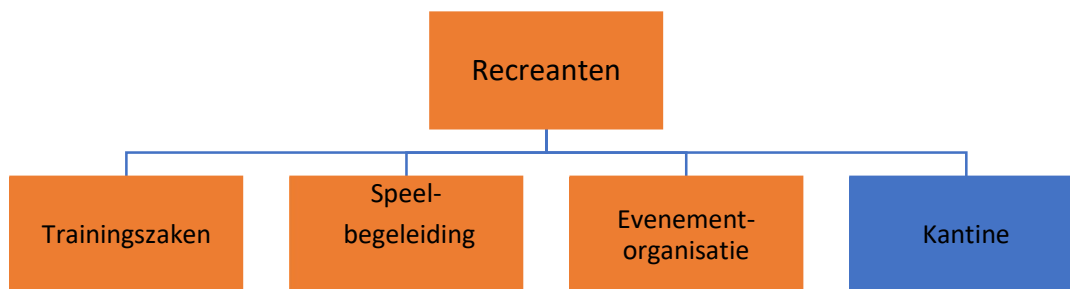 Recreanten
Trainingszaken
Speel-
begeleiding
Evenement-
organisatie
Kantine